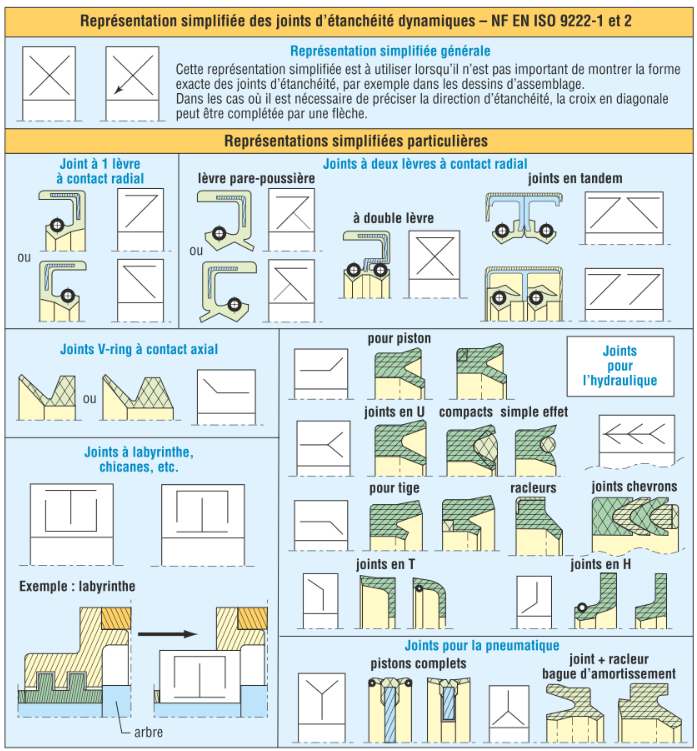 Représentation simplifiée des joints d'étanchéité dynamiques – NF EN ISO 9222-1 et 2
Représentation simplifiée générale
Cette représentation simplifiée est à utiliser lorsqu'il n'est pas important de montrer la forme
exacte des joints d'étanchéité, par exemple dans les dessins d'assemblage.
Dans les cas où il est nécessaire de préciser la direction d'étanchéité, la croix en diagonale
peut être complétée par une flèche.
Représentations simplifiées particulières
Joint à 1 lèvre
à contact radial
ou
Joints à deux lèvres à contact radial
lèvre pare-poussière
ou
à double lèvre
joints en tandem
Joints V-ring à contact axial
ou
Joints à labyrinthe,
chicanes, etc.
Exemple : labyrinthe
arbre
Joints
pour
l'hydraulique
pour piston
joints en U
compacts
simple effet
pour tige
racleurs
joints chevrons
joints en T
joints en H
Joints pour la pneumatique
pistons complets
joint + racleur
bague d'amortissement